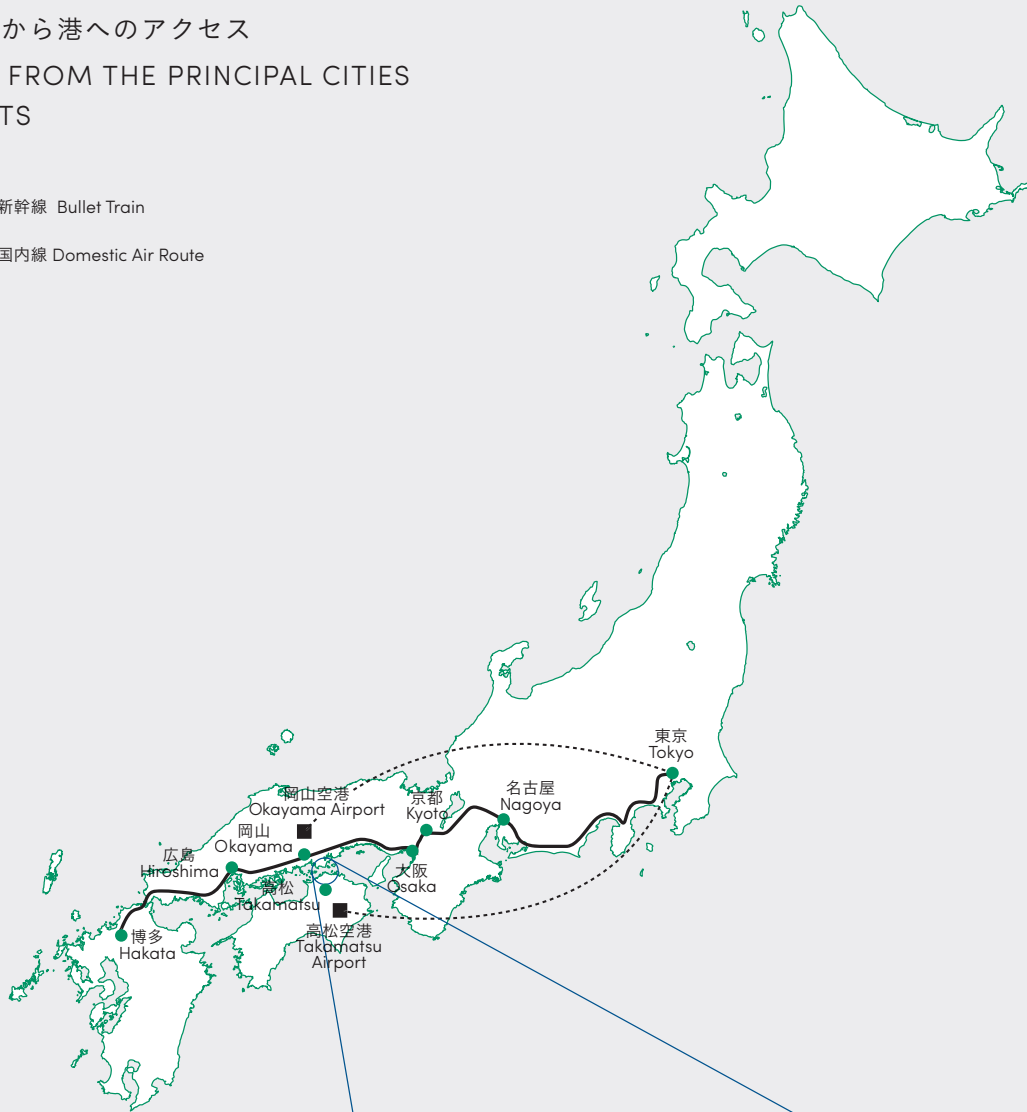 から港へのアクセス
FROM THE PRINCIPAL CITIES
TS
新幹線 Bullet Train
国内線 Domestic Air Route
東京
Tokyo
名古屋
Nagoya
岡山空港
Okayama Airport
京都
Kyoto
岡山
Okayama
広島
Hiroshima
大阪
Osaka
高松
Takamatsu
高松空港
Takamatsu
Airport
博多
Hakata